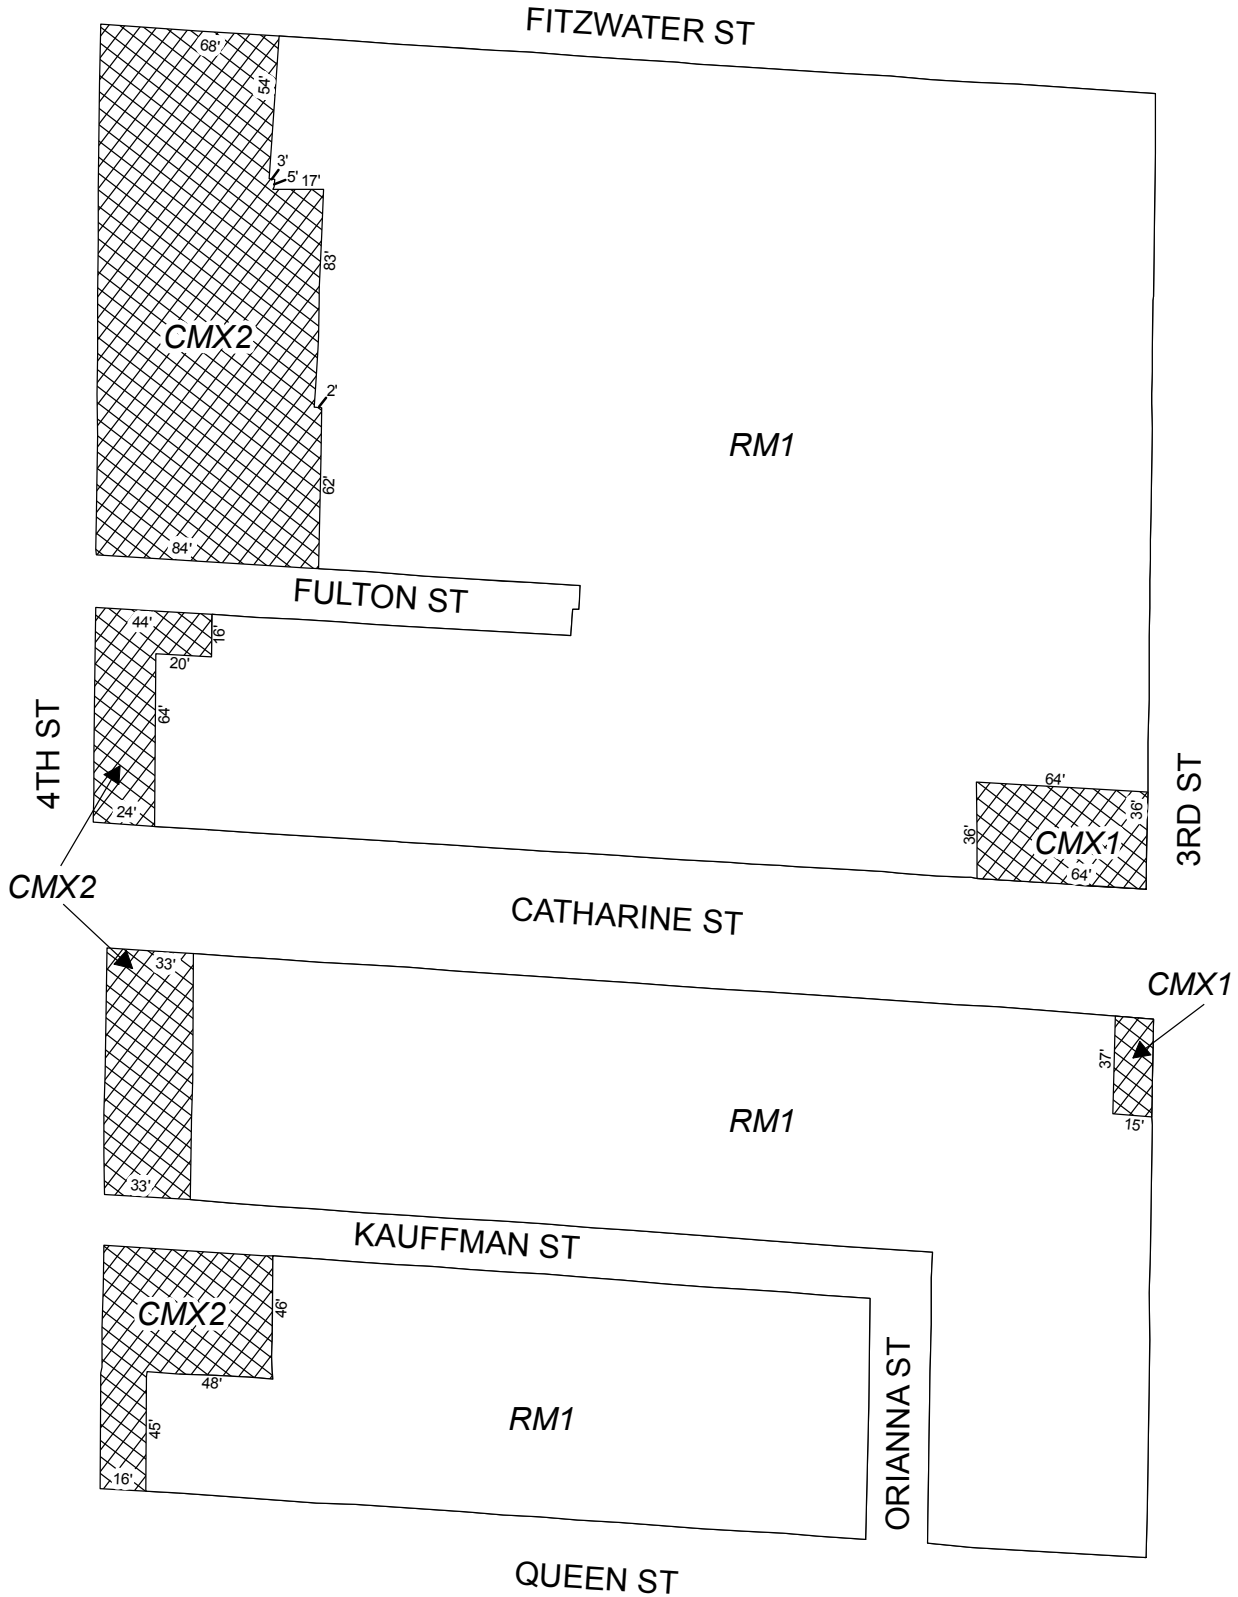 FITZWATER ST
68'
54'
3'
5'
17'
83'
CMX2
2'
RM1
62'
84'
FULTON ST
44'
16'
20'
64'
4TH ST
24'
CMX2
64'
36'
36'
CMX1
64'
3RD ST
CATHARINE ST
33'
CMX1
37'
15'
RM1
33'
KAUFFMAN ST
CMX2
46'
48'
45'
16'
RM1
ORIANNA ST
QUEEN ST